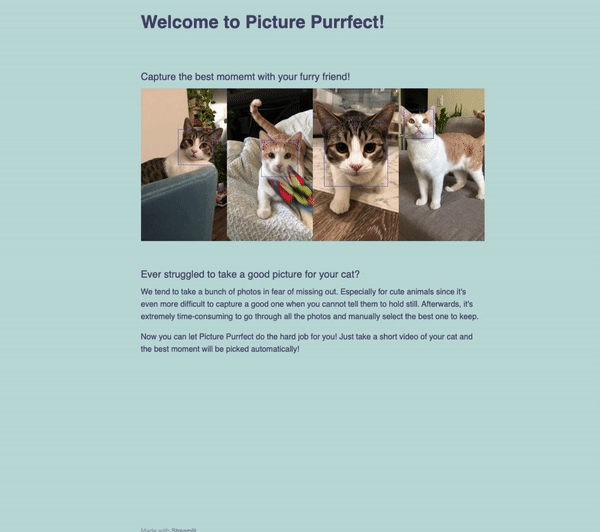 Welcome to Picture Purrfect!
Capture the best momemt with your furry friend!
Ever struggled to take a good picture for your cat?
We tend to take a bunch of photos in fear of missing out. Especially for cute animals since it's
even more difficult to capture a good one when you cannot tell them to hold still. Afterwards, it's
extremely time-consuming to go through all the photos and manually select the best one to keep.
Now you can let Picture Purrfect do the hard job for you! Just take a short video of your cat and
the best moment will be picked automatically!
Made with Streamlit